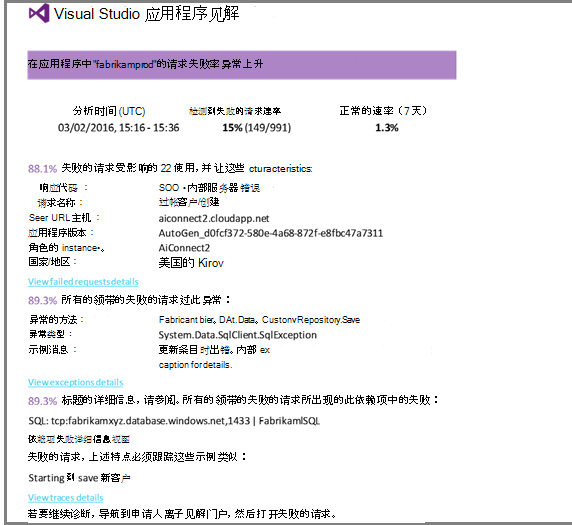 Visual Studio 应用程序见解
在应用程序中"fabrikamprod"的请求失败率异常上升
分析时间 (UTC) 检测到失败的请求速率 正常的速率（7 天）
03/02/2016, 15:16 - 15:36 15% (149/991) 1.3%
88.1% 失败的请求受影响的 22 使用，并让这些 cturacteristics:
响应代码： SOO •内部服务器错误
请求名称： 过帐客户/创建
Seer URL 主机： aiconnect2.cloudapp.net
应用程序版本： AutoGen_d0fcf372-580e-4a68-872f-e8fbc47a7311
角色的 instance•。 AiConnect2
国家/地区： 美国的 Kirov
View failed requests details
89.3% 所有的领带的失败的请求过此异常：
异常的方法： Fabricant bier。DAt.Data。CustonvRepository.Save
异常类型： System.Data.SqlClient.SqlException
示例消息： 更新条目时出错。内部 ex
caption for details.
View exceptions details
89.3% 标题的详细信息，请参阅。所有的领带的失败的请求所出现的此依赖项中的失败：
SQL: tcp:fabrikamxyz.database.windows.net,1433 | FabrikamlSQL
依赖项失败详细信息视图
失败的请求，上述特点必须跟踪这些示例类似：
Starting 到 save 新客户
View traces details
若要继续诊断，导航到申请人离子见解门户，然后打开失败的请求。